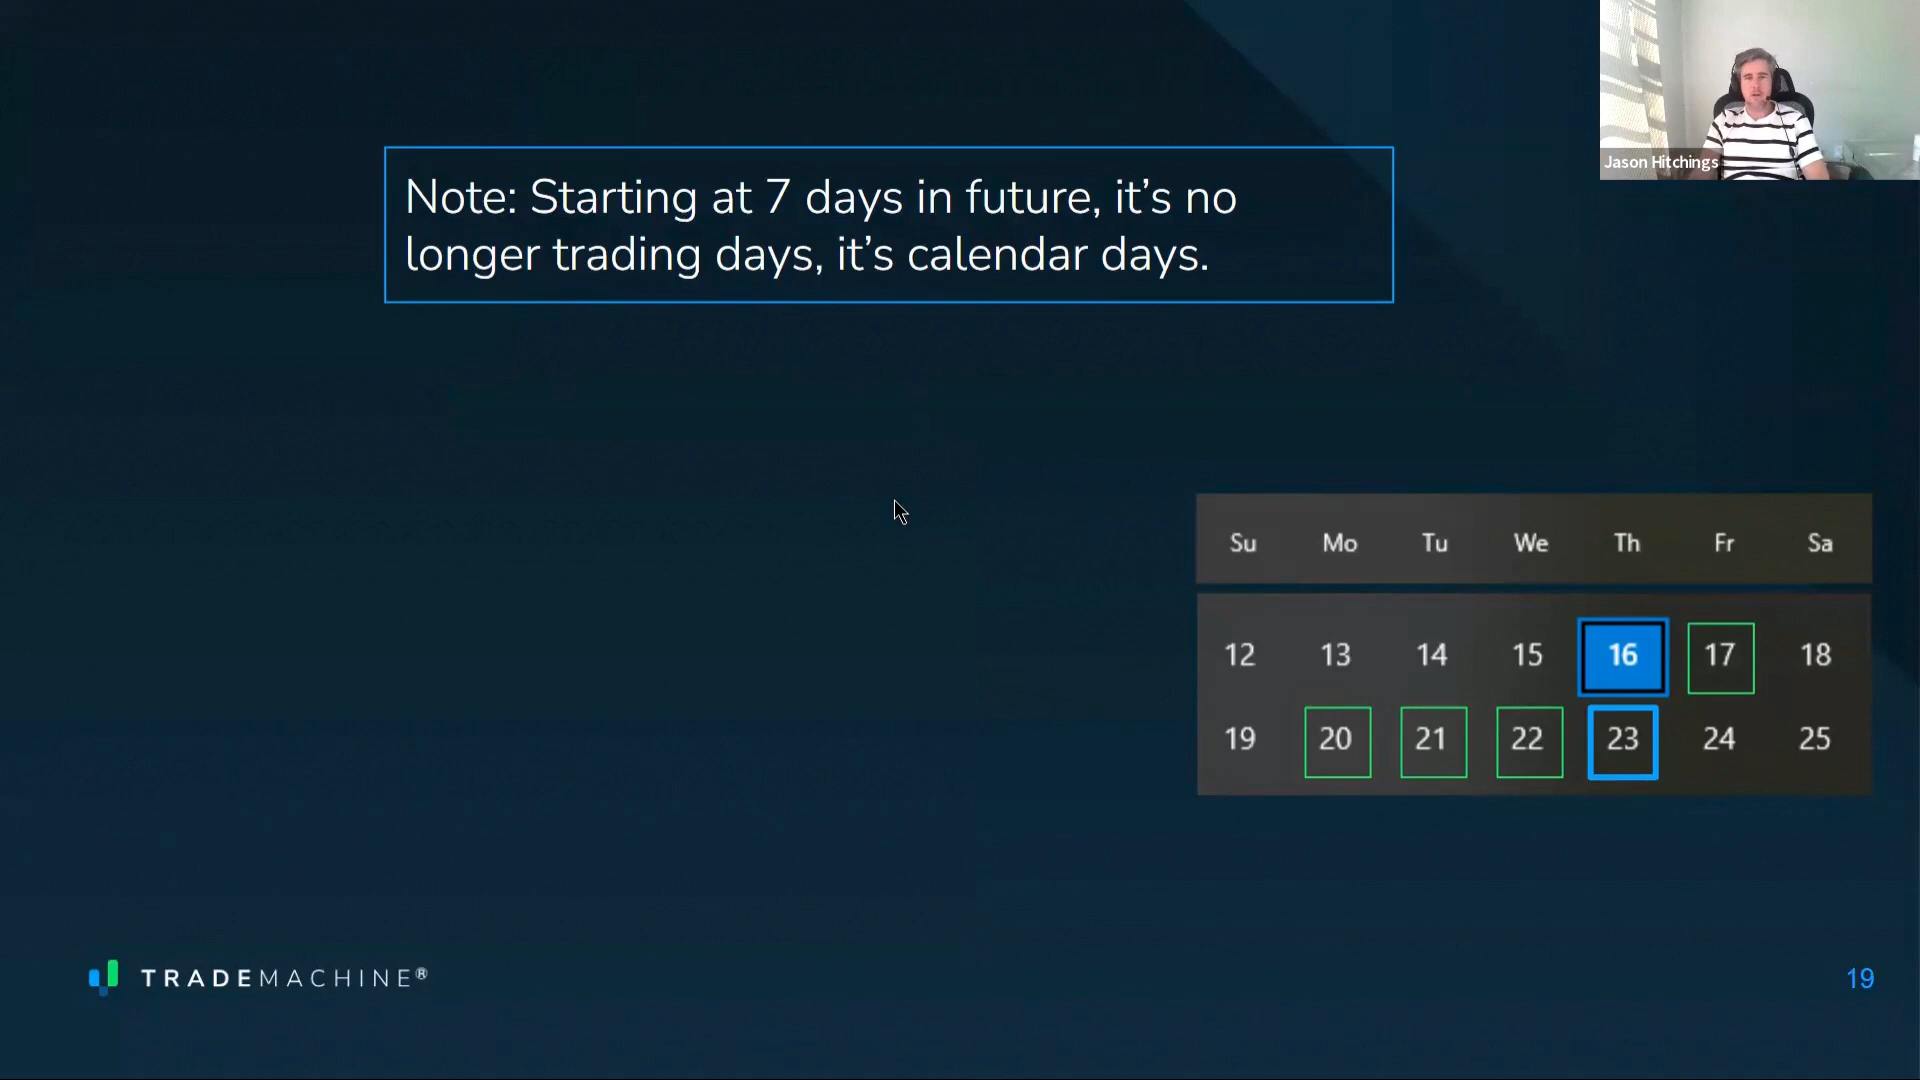 Jason Hitchings
Note: Starting at 7 days in future, it’s no
longer trading days, it’s calendar days.
Su Mo Tu We Th Fr Sa
12 13 14 15 16 17 18
19 20 21 22 23 24 25
TRADEMACHINE®
19